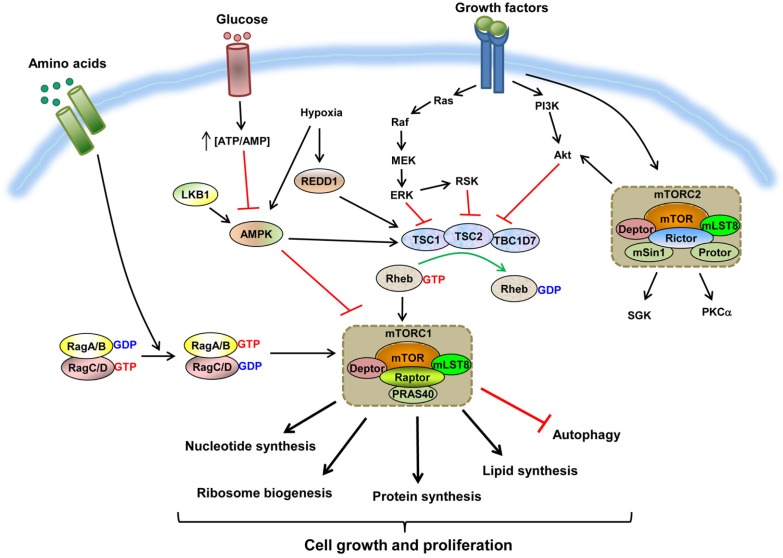 Growth factors
Glucose
Amino acids
Ras
PI3K
Hypoxia
Raf
↑ [ATP/AMP]
MEK
Akt
LKB1
REDD1
ERK
RSK
mTORC2
mTOR
Deptor
mLST8
Rictor
mSin1
Protor
AMPK
TSC1
TSC2
TBC1D7
Rheb GTP
Rheb GDP
SGK
PKCα
mTORC1
RagA/B GDP
RagC/D GTP
RagA/B GTP
RagC/D GDP
mTOR
Deptor
mLST8
Raptor
PRAS40
Autophagy
Nucleotide synthesis
Lipid synthesis
Ribosome biogenesis
Protein synthesis
Cell growth and proliferation